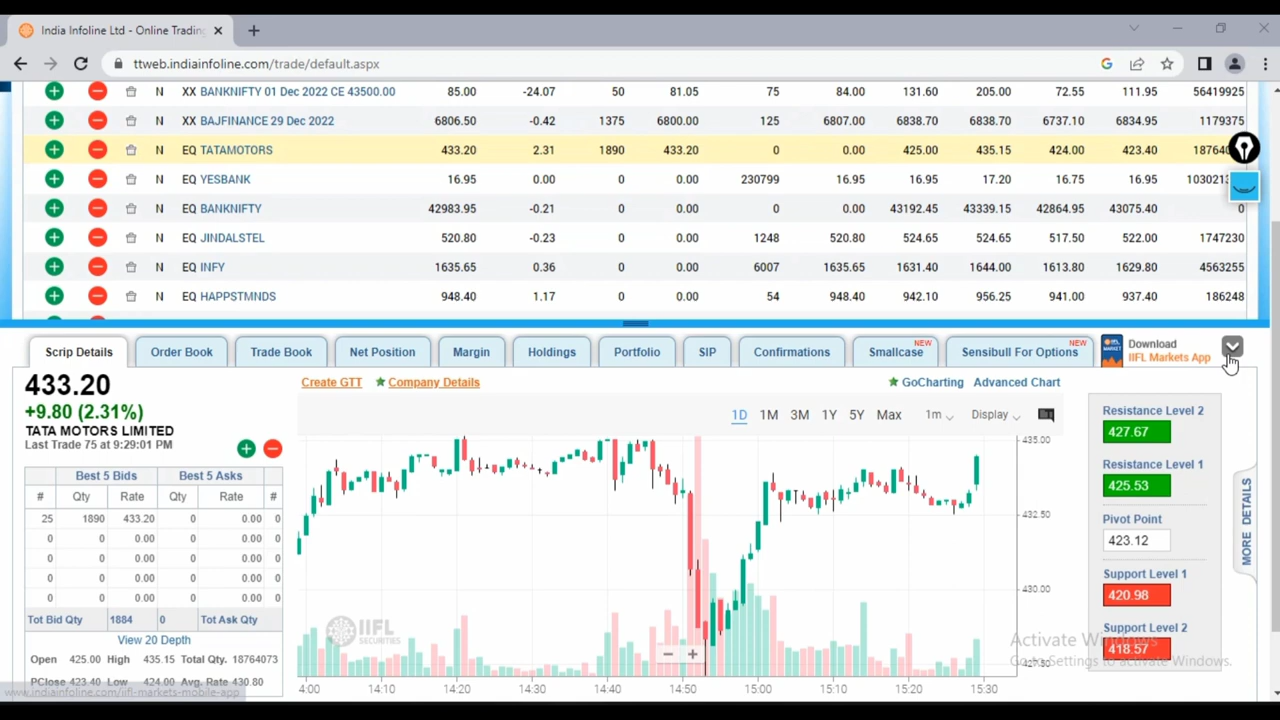 India Infoline Ltd - Online Trading
ttweb.indiainfoline.com/trade/default.aspx
N XX BANKNIFTY 01 Dec 2022 CE 43500.00 85.00 -24.07 50 81.05 75 84.00 131.60 205.00 72.55 111.95 56419925
N XX BAJFINANCE 29 Dec 2022 6806.50 -0.42 1375 6800.00 125 6807.00 6838.70 6838.70 6737.10 6834.95 1179375
N EQ TATAMOTORS 433.20 2.31 1890 433.20 0 0.00 425.00 435.15 424.00 423.40
N EQ YESBANK 16.95 0.00 0 0.00 230799 16.95 16.95 17.20 16.75 16.95
N EQ BANKNIFTY 42983.95 -0.21 0 0.00 0 0.00 43192.45 43339.15 42864.95 43075.40 0
N EQ JINDALSTEL 520.80 -0.23 0 0.00 1248 520.80 524.65 524.65 517.50 522.00 1747230
N EQ INFY 1635.65 0.36 0 0.00 6007 1635.65 1631.40 1644.00 1613.80 1629.80 4563255
N EQ HAPPSTMNDS 948.40 1.17 0 0.00 54 948.40 942.10 956.25 941.00 937.40 186248
Scrip Details Order Book Trade Book Net Position Margin Holdings Portfolio SIP Confirmations Smallcase NEW Sensibull For Options NEW
Download
IIFL Markets App
433.20
+9.80 (2.31%)
TATA MOTORS LIMITED
Last Trade 75 at 9:29:01 PM
Best 5 Bids Best 5 Asks
# Qty Rate Qty Rate #
25 1890 433.20 0 0.00 0
0 0 0.00 0 0.00 0
0 0 0.00 0 0.00 0
0 0 0.00 0 0.00 0
0 0 0.00 0 0.00 0
Tot Bid Qty 1884 0 Tot Ask Qty
View 20 Depth
Open 425.00 High 435.15 Total Qty. 18764073
PClose 423.40 Low 424.00 Avg. Rate 430.80
www.indiainfoline.com/iifl-markets-mobile-app
Create GTT Company Details GoCharting Advanced Chart
1D 1M 3M 1Y 5Y Max 1m Display
435.00
432.50
430.00
427.50
IIFL
SECURITIES
4:00 14:10 14:20 14:30 14:40 14:50 15:00 15:10 15:20 15:30
Resistance Level 2
427.67
Resistance Level 1
425.53
Pivot Point
423.12
Support Level 1
420.98
Support Level 2
418.57
MORE DETAILS
Activate Windows
Go to Settings to activate Windows.